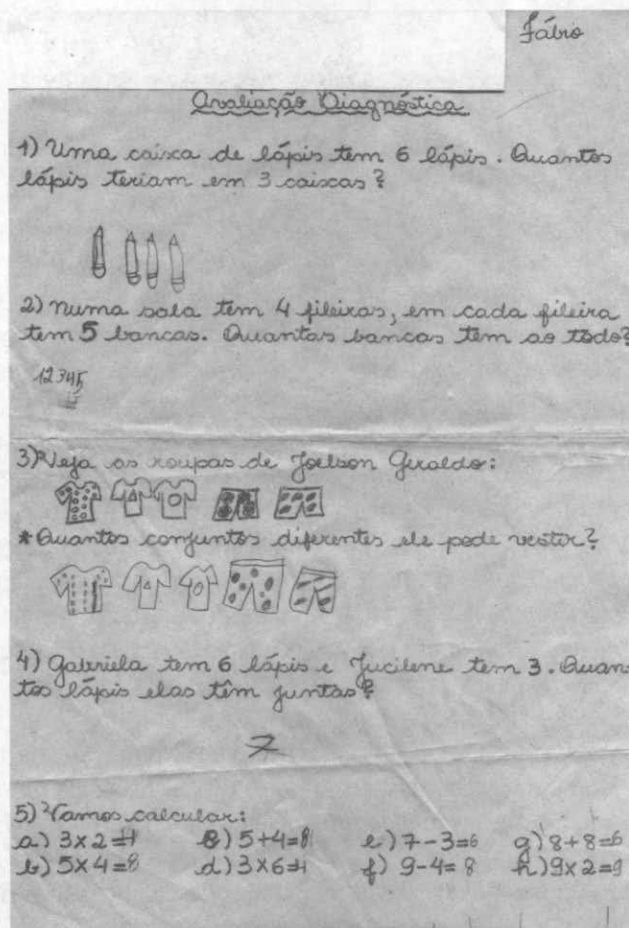 Fábio
Avaliação Diagnóstica
1) Uma caixa de lápis tem 6 lápis. Quantos
lápis teriam em 3 caixas?
2) Numa sala tem 4 fileiras, em cada fileira
tem 5 bancas. Quantas bancas tem ao todo?
12345
3) Veja as roupas de Joelson Geraldo:
* Quantos conjuntos diferentes ele pode vestir?
4) Gabriela tem 6 lápis e Jucilene tem 3. Quan
tos lápis elas têm juntas?
7
5) Vamos calcular:
a) 3x2=4 5+4=8 e) 7-3=6 g) 8+8=6
b) 5x4=8 d) 3x6= f) 9-4=8 h) 9x2=9